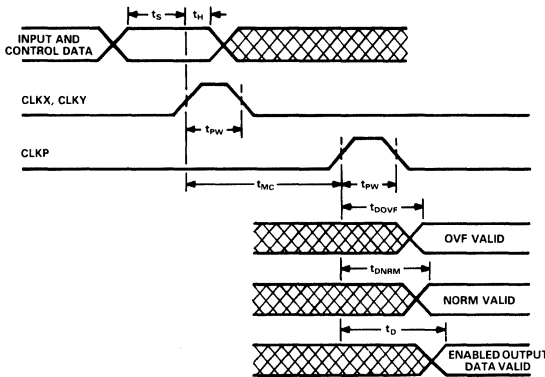 tS
tH
INPUT AND
CONTROL DATA
CLKX, CLKY
tPW
CLKP
tMC
tPW
tDOVF
OVF VALID
tDNRM
NORM VALID
tD
ENABLED OUTPUT
DATA VALID